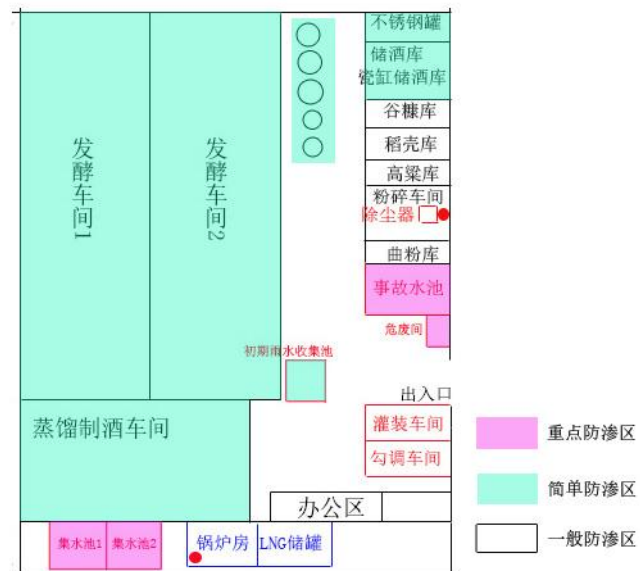 不锈钢罐
储酒库
瓷缸储酒库
谷糠库
稻壳库
高粱库
粉碎车间
除尘器
曲粉库
事故水池
危废间
发酵车间1
发酵车间2
初期雨水收集池
出入口
蒸馏制酒车间
灌装车间
勾调车间
办公区
集水池1
集水池2
锅炉房
LNG储罐
重点防渗区
简单防渗区
一般防渗区